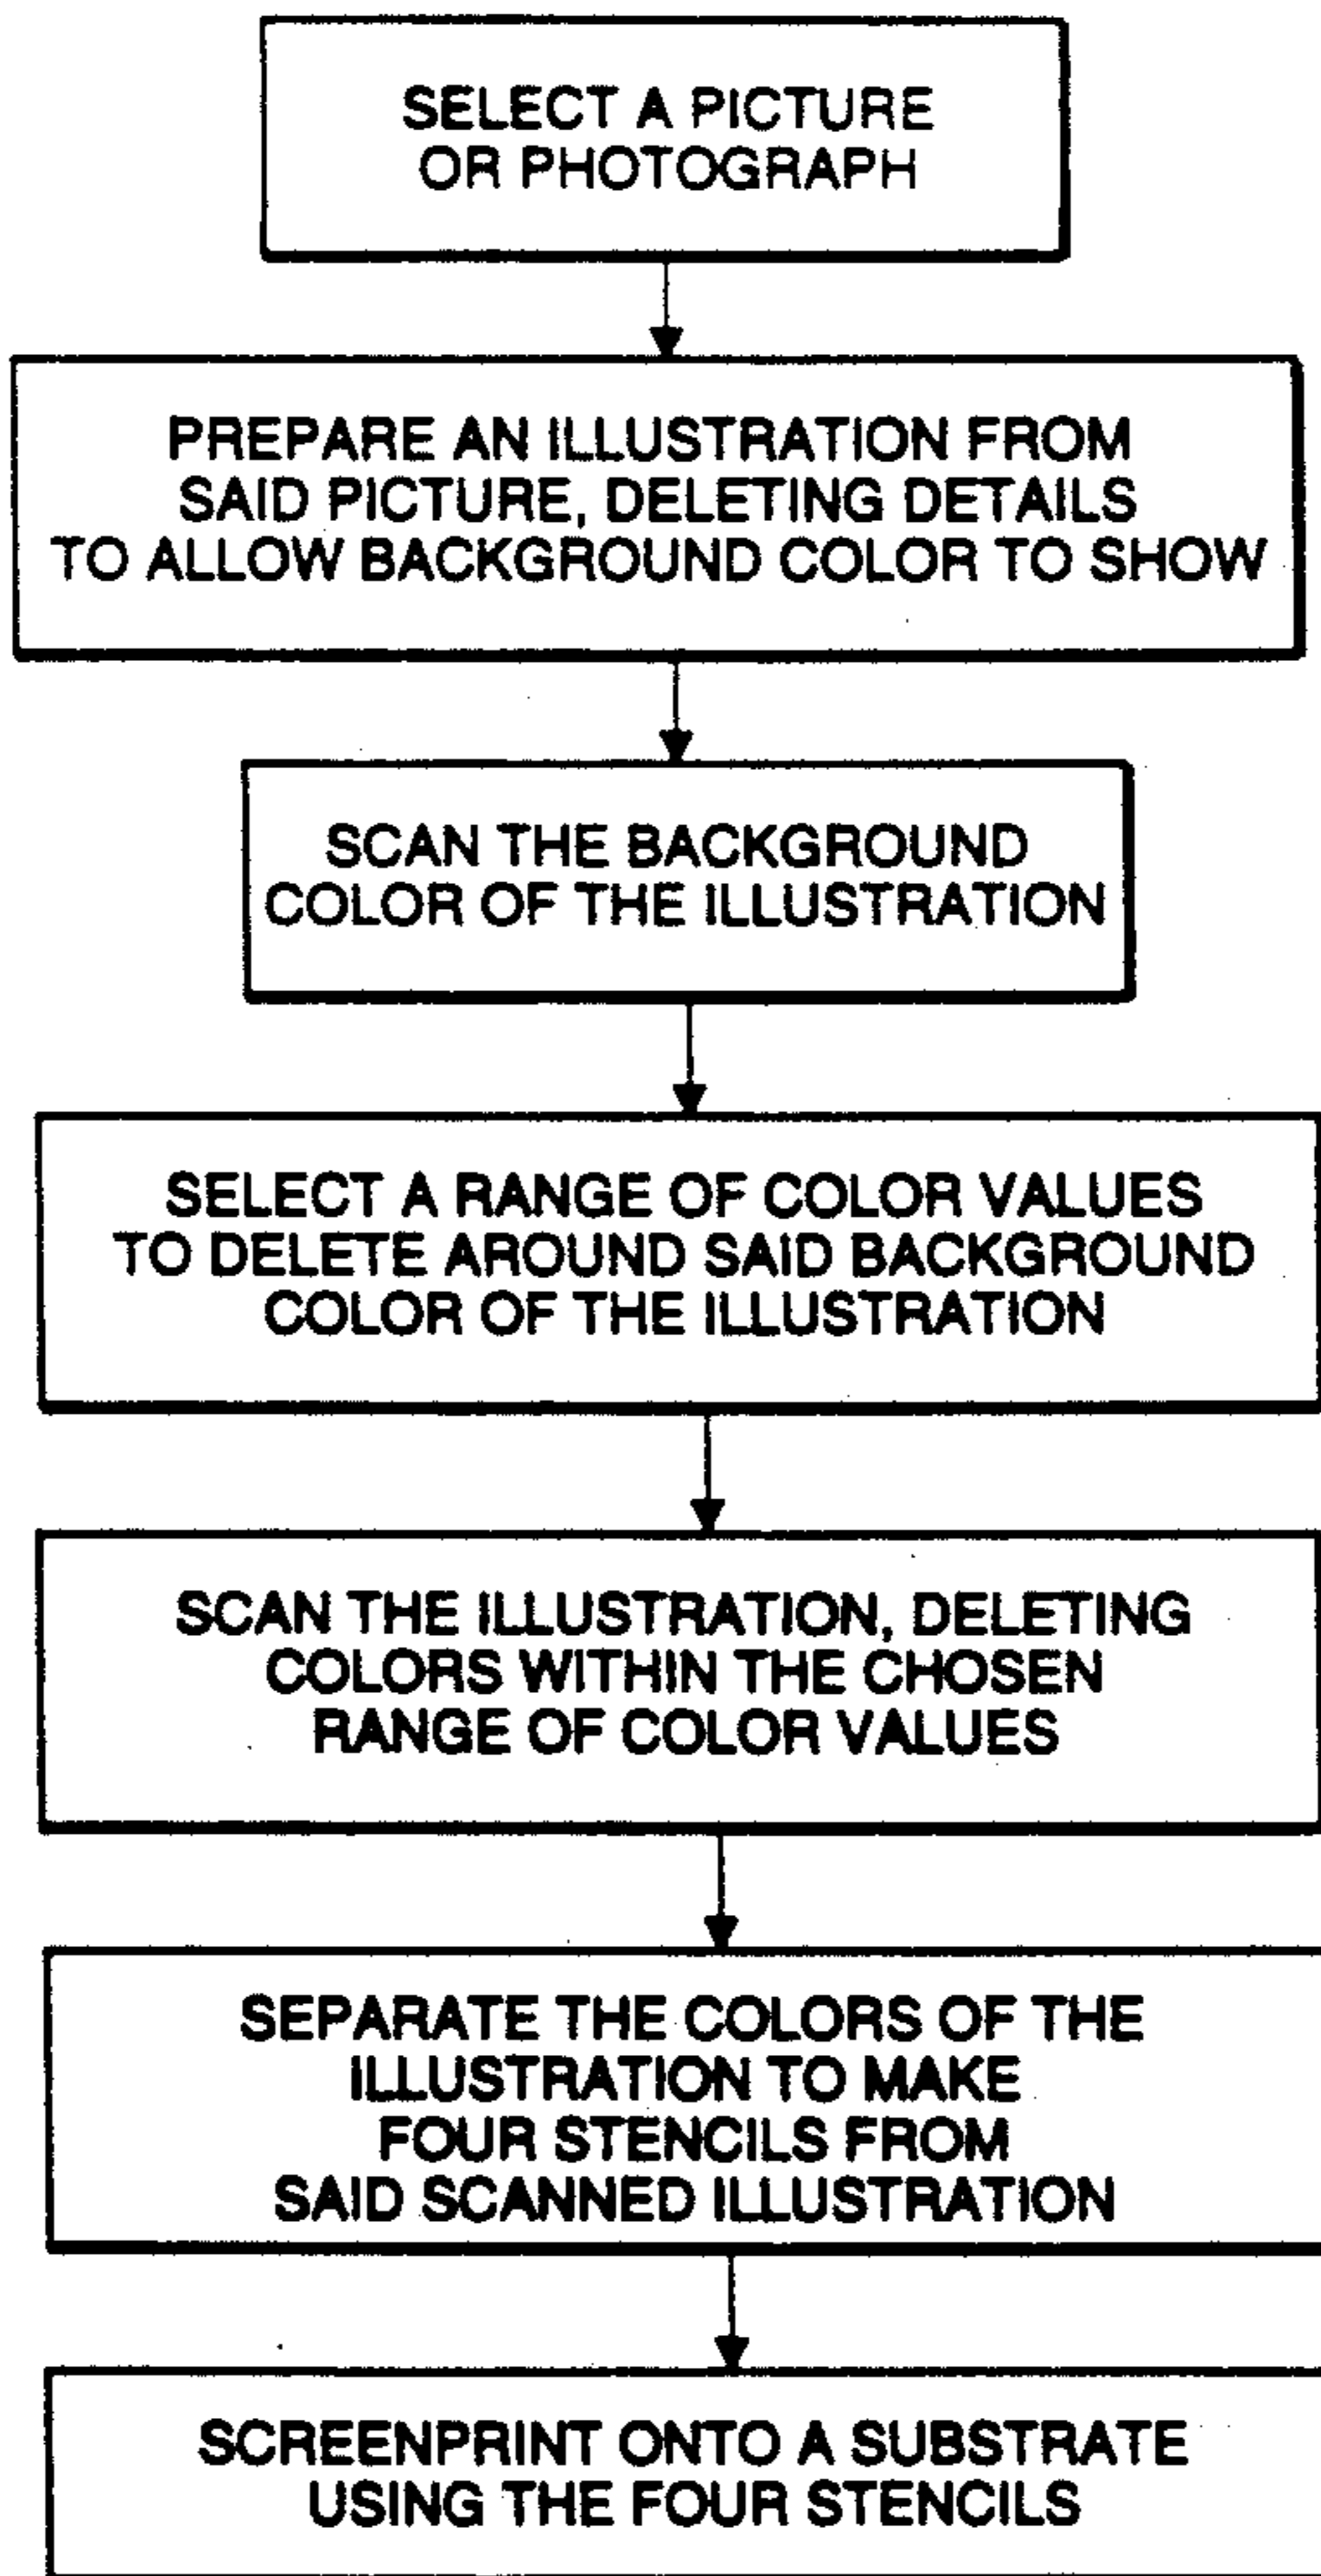 SELECT A PICTURE
OR PHOTOGRAPH
PREPARE AN ILLUSTRATION FROM
SAID PICTURE, DELETING DETAILS
TO ALLOW BACKGROUND COLOR TO SHOW
SCAN THE BACKGROUND
COLOR OF THE ILLUSTRATION
SELECT A RANGE OF COLOR VALUES
TO DELETE AROUND SAID BACKGROUND
COLOR OF THE ILLUSTRATION
SCAN THE ILLUSTRATION, DELETING
COLORS WITHIN THE CHOSEN
RANGE OF COLOR VALUES
SEPARATE THE COLORS OF THE
ILLUSTRATION TO MAKE
FOUR STENCILS FROM
SAID SCANNED ILLUSTRATION
SCREENPRINT ONTO A SUBSTRATE
USING THE FOUR STENCILS